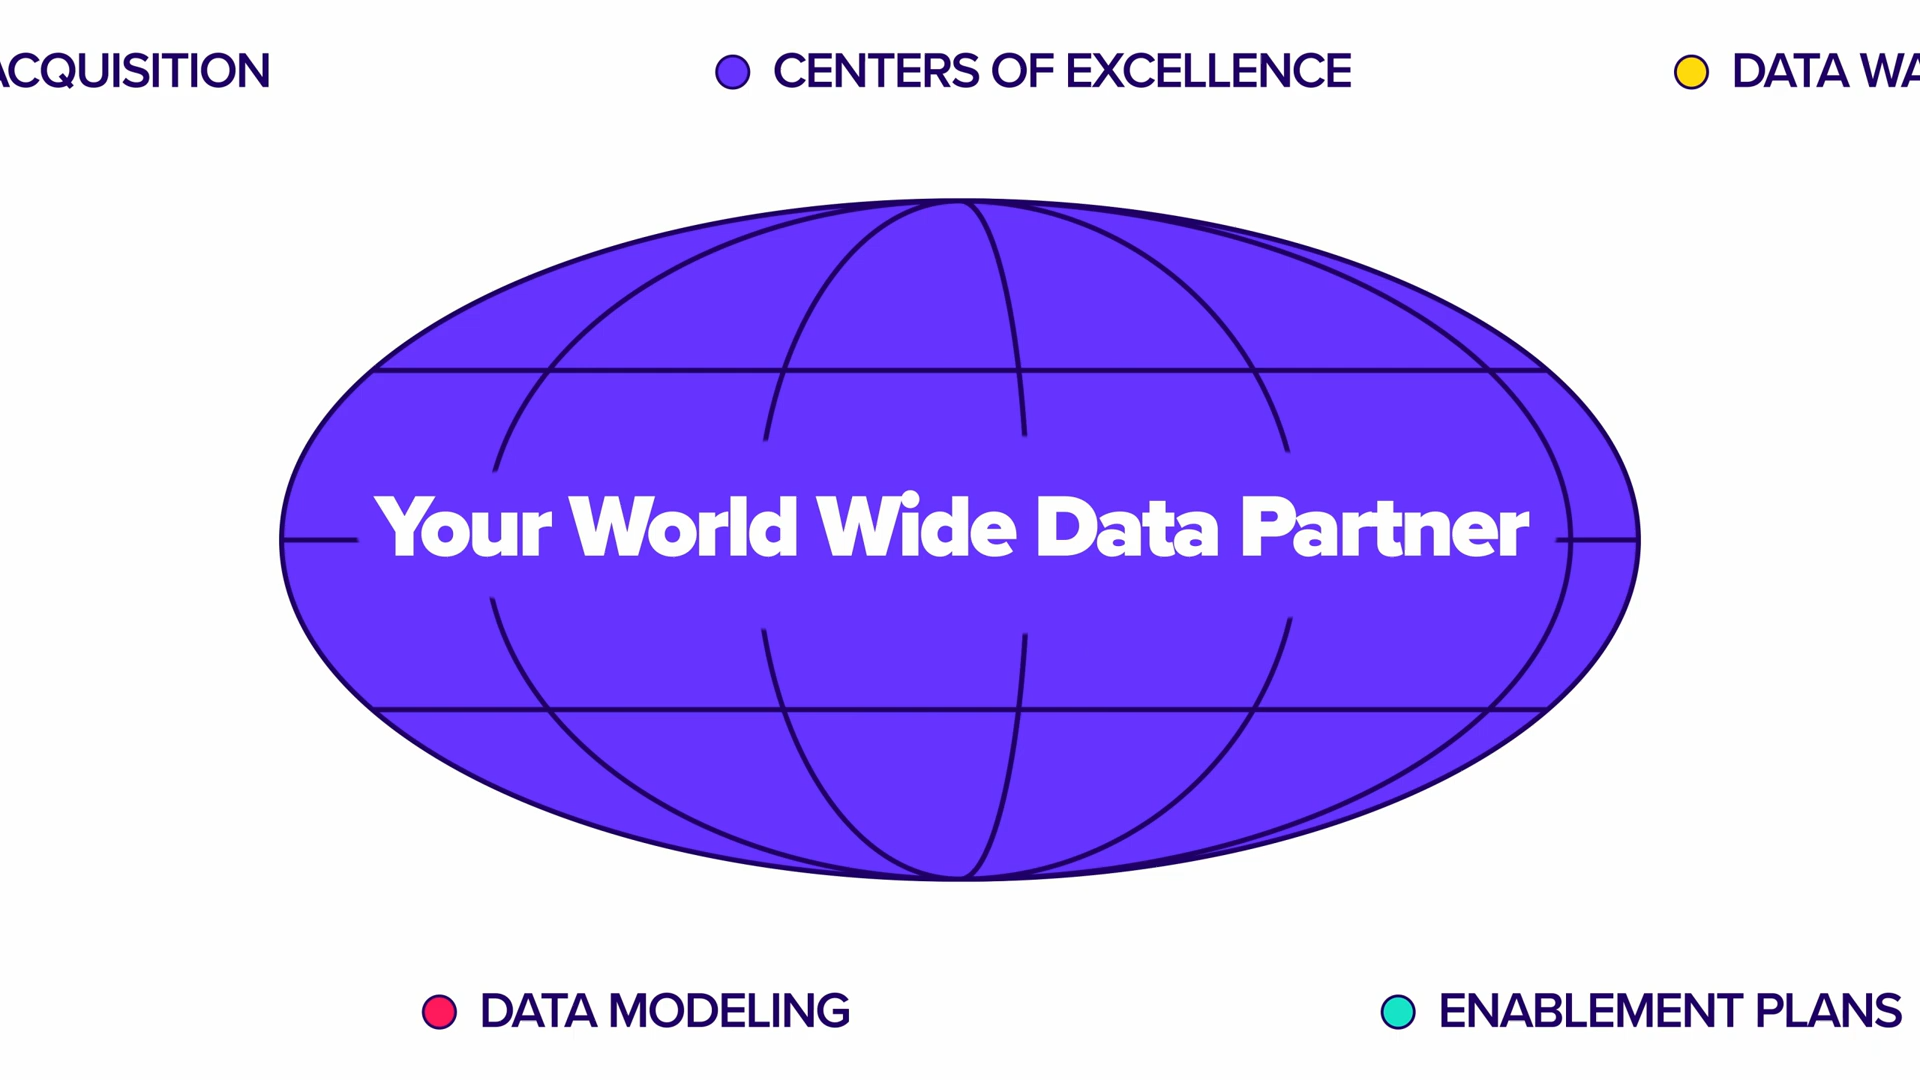 ACQUISITION
CENTERS OF EXCELLENCE
DATA WA
Your World Wide Data Partner
DATA MODELING
ENABLEMENT PLANS